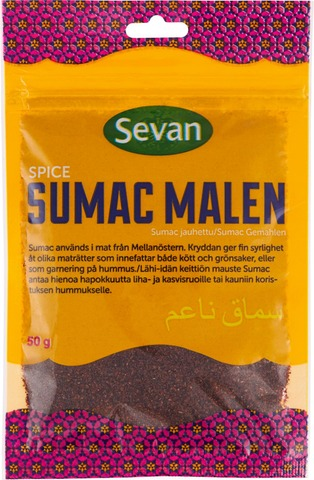 Sevan
SPICE
SUMAC MALEN
Sumac jauhettu/Sumac Gemahlen
Sumac används i mat från Mellanöstern. Kryddan ger fin syrlighet
åt olika maträtter som innefattar både kött och grönsaker, eller
som garnering på hummus./Lähi-idän keittiön mauste Sumac
antaa hienoa hapokkuutta liha- ja kasvisruoille tai kauniin koris-
tuksen hummukselle.
50 g
سماق ناعم